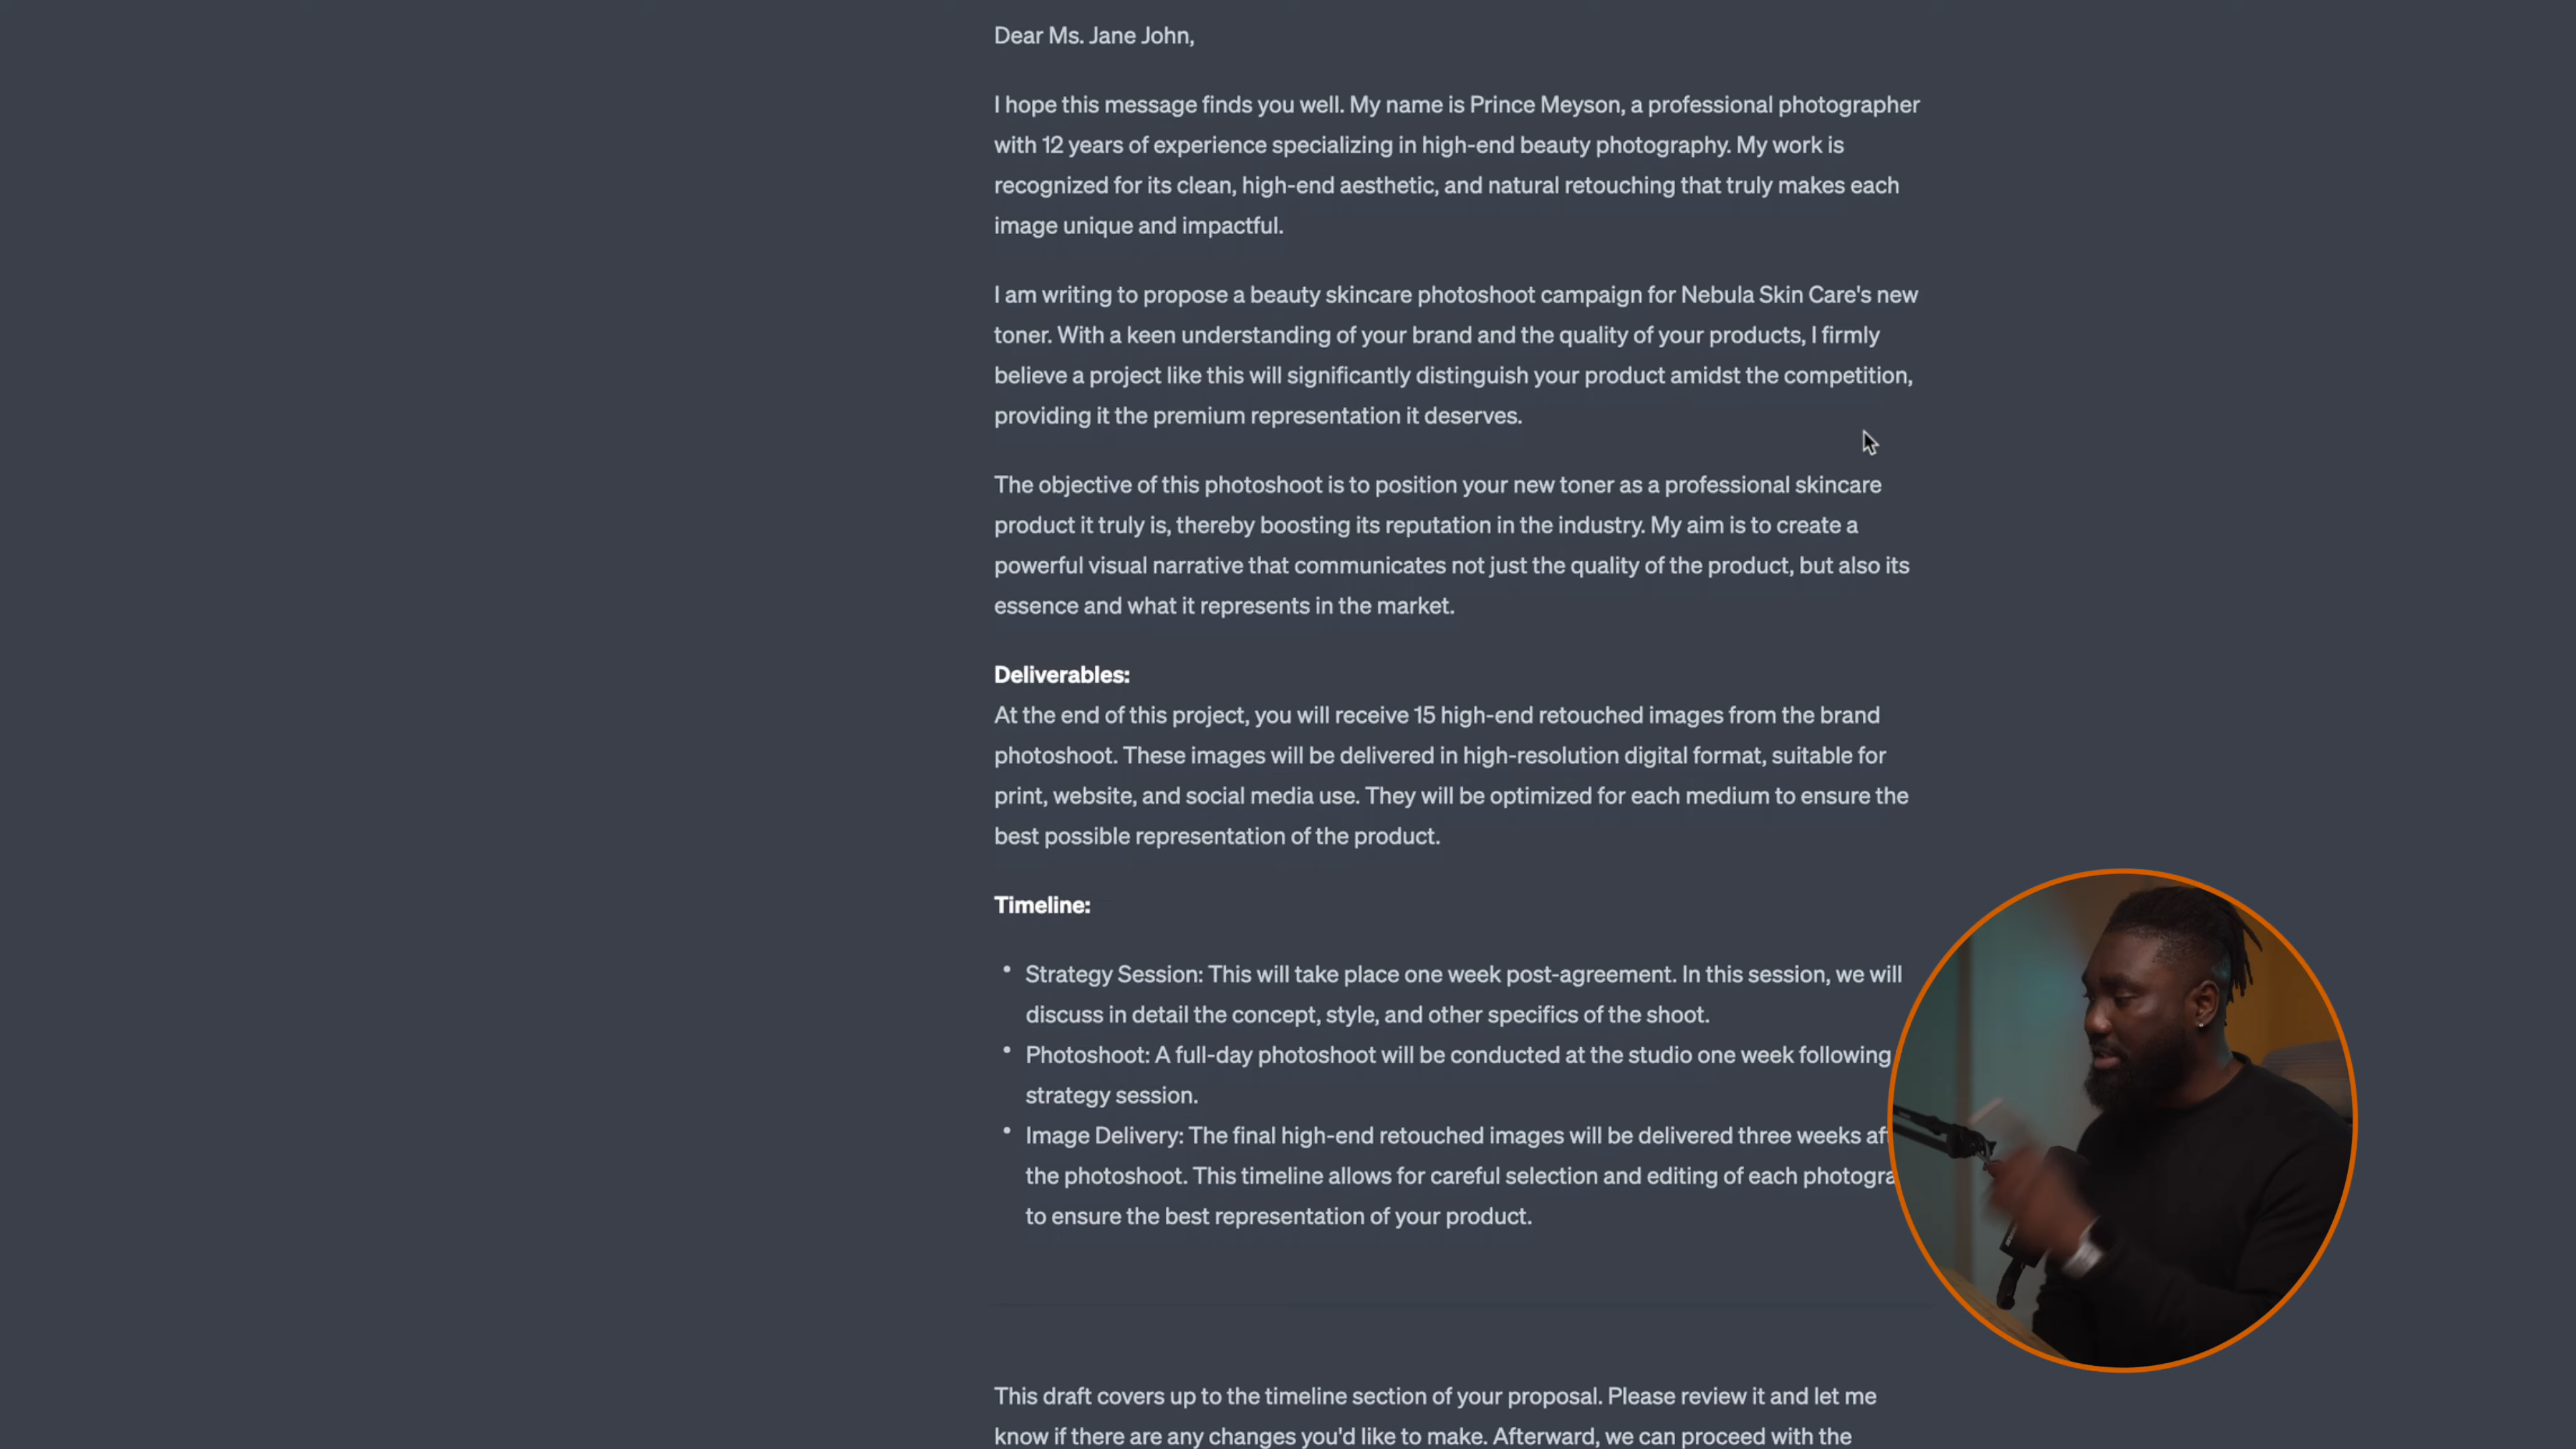 Dear Ms. Jane John,
I hope this message finds you well. My name is Prince Meyson, a professional photographer
with 12 years of experience specializing in high-end beauty photography. My work is
recognized for its clean, high-end aesthetic, and natural retouching that truly makes each
image unique and impactful.
I am writing to propose a beauty skincare photoshoot campaign for Nebula Skin Care's new
toner. With a keen understanding of your brand and the quality of your products, I firmly
believe a project like this will significantly distinguish your product amidst the competition,
providing it the premium representation it deserves.
The objective of this photoshoot is to position your new toner as a professional skincare
product it truly is, thereby boosting its reputation in the industry. My aim is to create a
powerful visual narrative that communicates not just the quality of the product, but also its
essence and what it represents in the market.
Deliverables:
At the end of this project, you will receive 15 high-end retouched images from the brand
photoshoot. These images will be delivered in high-resolution digital format, suitable for
print, website, and social media use. They will be optimized for each medium to ensure the
best possible representation of the product.
Timeline:
• Strategy Session: This will take place one week post-agreement. In this session, we will
discuss in detail the concept, style, and other specifics of the shoot.
• Photoshoot: A full-day photoshoot will be conducted at the studio one week following
strategy session.
• Image Delivery: The final high-end retouched images will be delivered three weeks
the photoshoot. This timeline allows for careful selection and editing of each
to ensure the best representation of your product.
This draft covers up to the timeline section of your proposal. Please review it and let me
know if there are any changes you'd like to make. Afterward, we can proceed with the